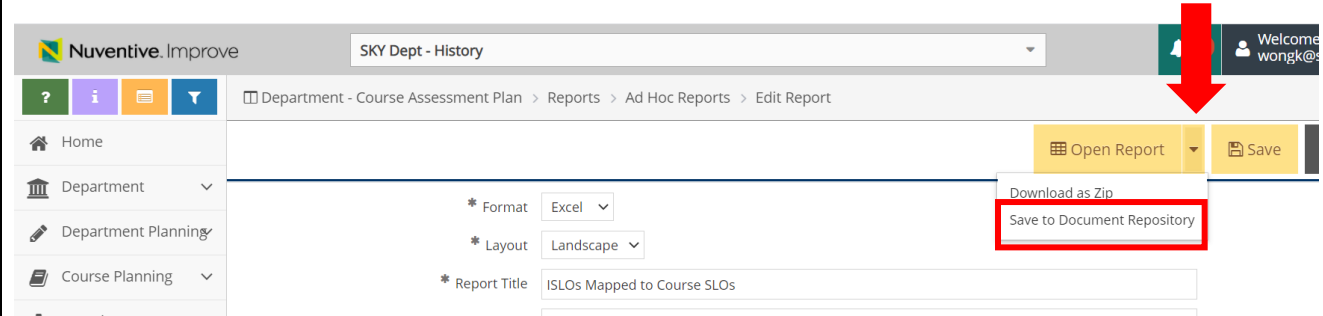 Nuventive. Improve
SKY Dept - History
Welcome
wongk@s
? i
Department - Course Assessment Plan > Reports > Ad Hoc Reports > Edit Report
Home
Open Report
Save
Department
Download as Zip
* Format Excel
Save to Document Repository
Department Planning
* Layout Landscape
Course Planning
* Report Title ISLOs Mapped to Course SLOs